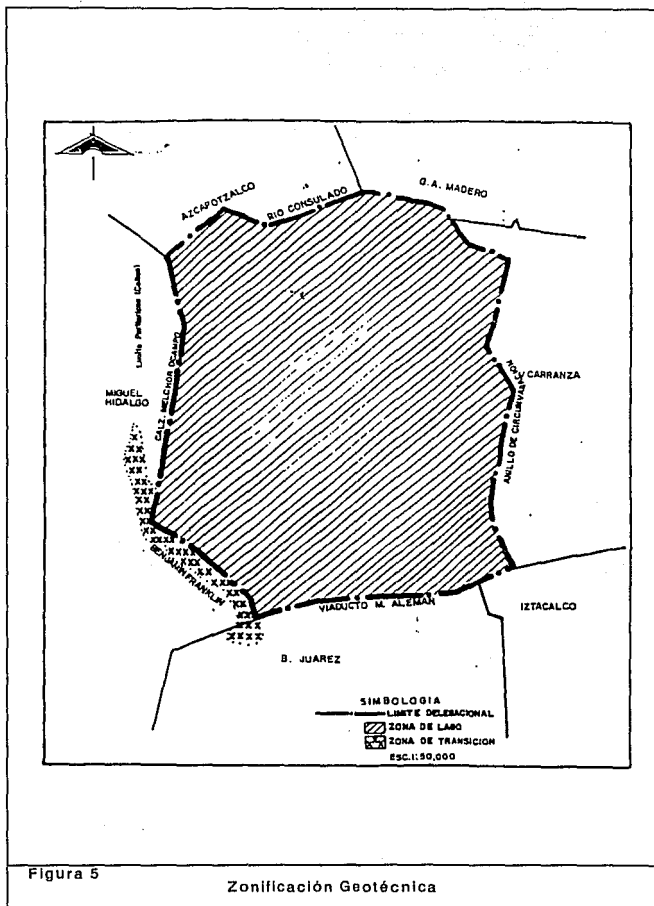 AZCAPOTZALCO
RIO CONSULADO
G.A. MADERO
CALZ. MELCHOR OCAMPO
MIGUEL
HIDALGO
V. CARRANZA
ANILLO DE CIRCUNVALACION
BENJAMIN FRANKLIN
VIADUCTO M. ALEMAN
IZTACALCO
B. JUAREZ
SIMBOLOGIA
LIMITE DELEGACIONAL
ZONA DE LAGO
ZONA DE TRANSICION
ESC. 1:50,000
Figura 5
Zonificación Geotécnica